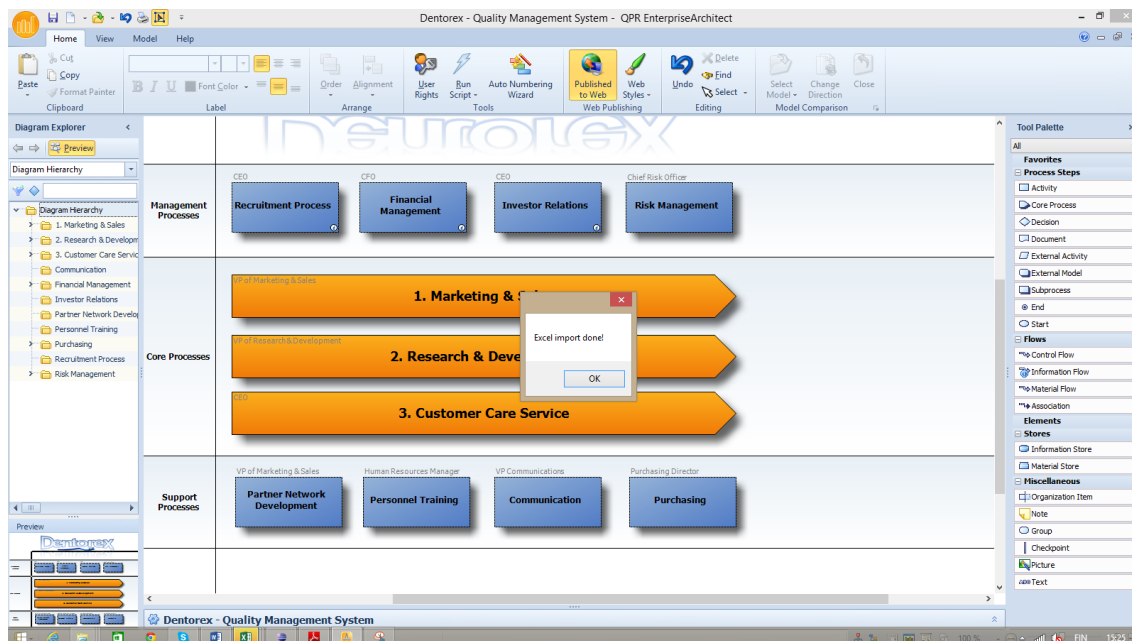 Dentorex - Quality Management System - QPR EnterpriseArchitect
Home View Model Help
Paste
Cut
Copy
Format Painter
Clipboard
B I U Font Color
Label
Order
Alignment
Arrange
User Rights
Run Script
Auto Numbering Wizard
Tools
Published to Web
Web Styles
Web Publishing
Undo
Delete
Find
Select
Editing
Select Model
Change Direction
Close
Model Comparison
Diagram Explorer
Preview
Diagram Hierarchy
Diagram Hierarchy
1. Marketing & Sales
2. Research & Developm
3. Customer Care Servic
Communication
Financial Management
Investor Relations
Partner Network Develop
Personnel Training
Purchasing
Recruitment Process
Risk Management
Preview
Dentorex
Management
Processes
CEO
Recruitment Process
CFO
Financial
Management
CEO
Investor Relations
Chief Risk Officer
Risk Management
Core Processes
VP of Marketing & Sales
1. Marketing & S
VP of Research& Development
2. Research & Deve
CEO
3. Customer Care Service
Excel import done!
OK
Support
Processes
VP of Marketing & Sales
Partner Network
Development
Human Resources Manager
Personnel Training
VP Communications
Communication
Purchasing Director
Purchasing
Dentorex - Quality Management System
Tool Palette
All
Favorites
Process Steps
Activity
Core Process
Decision
Document
External Activity
External Model
Subprocess
End
Start
Flows
Control Flow
Information Flow
Material Flow
Association
Elements
Stores
Information Store
Material Store
Miscellaneous
Organization Item
Note
Group
Checkpoint
Picture
Text
100 %
FIN
15:25